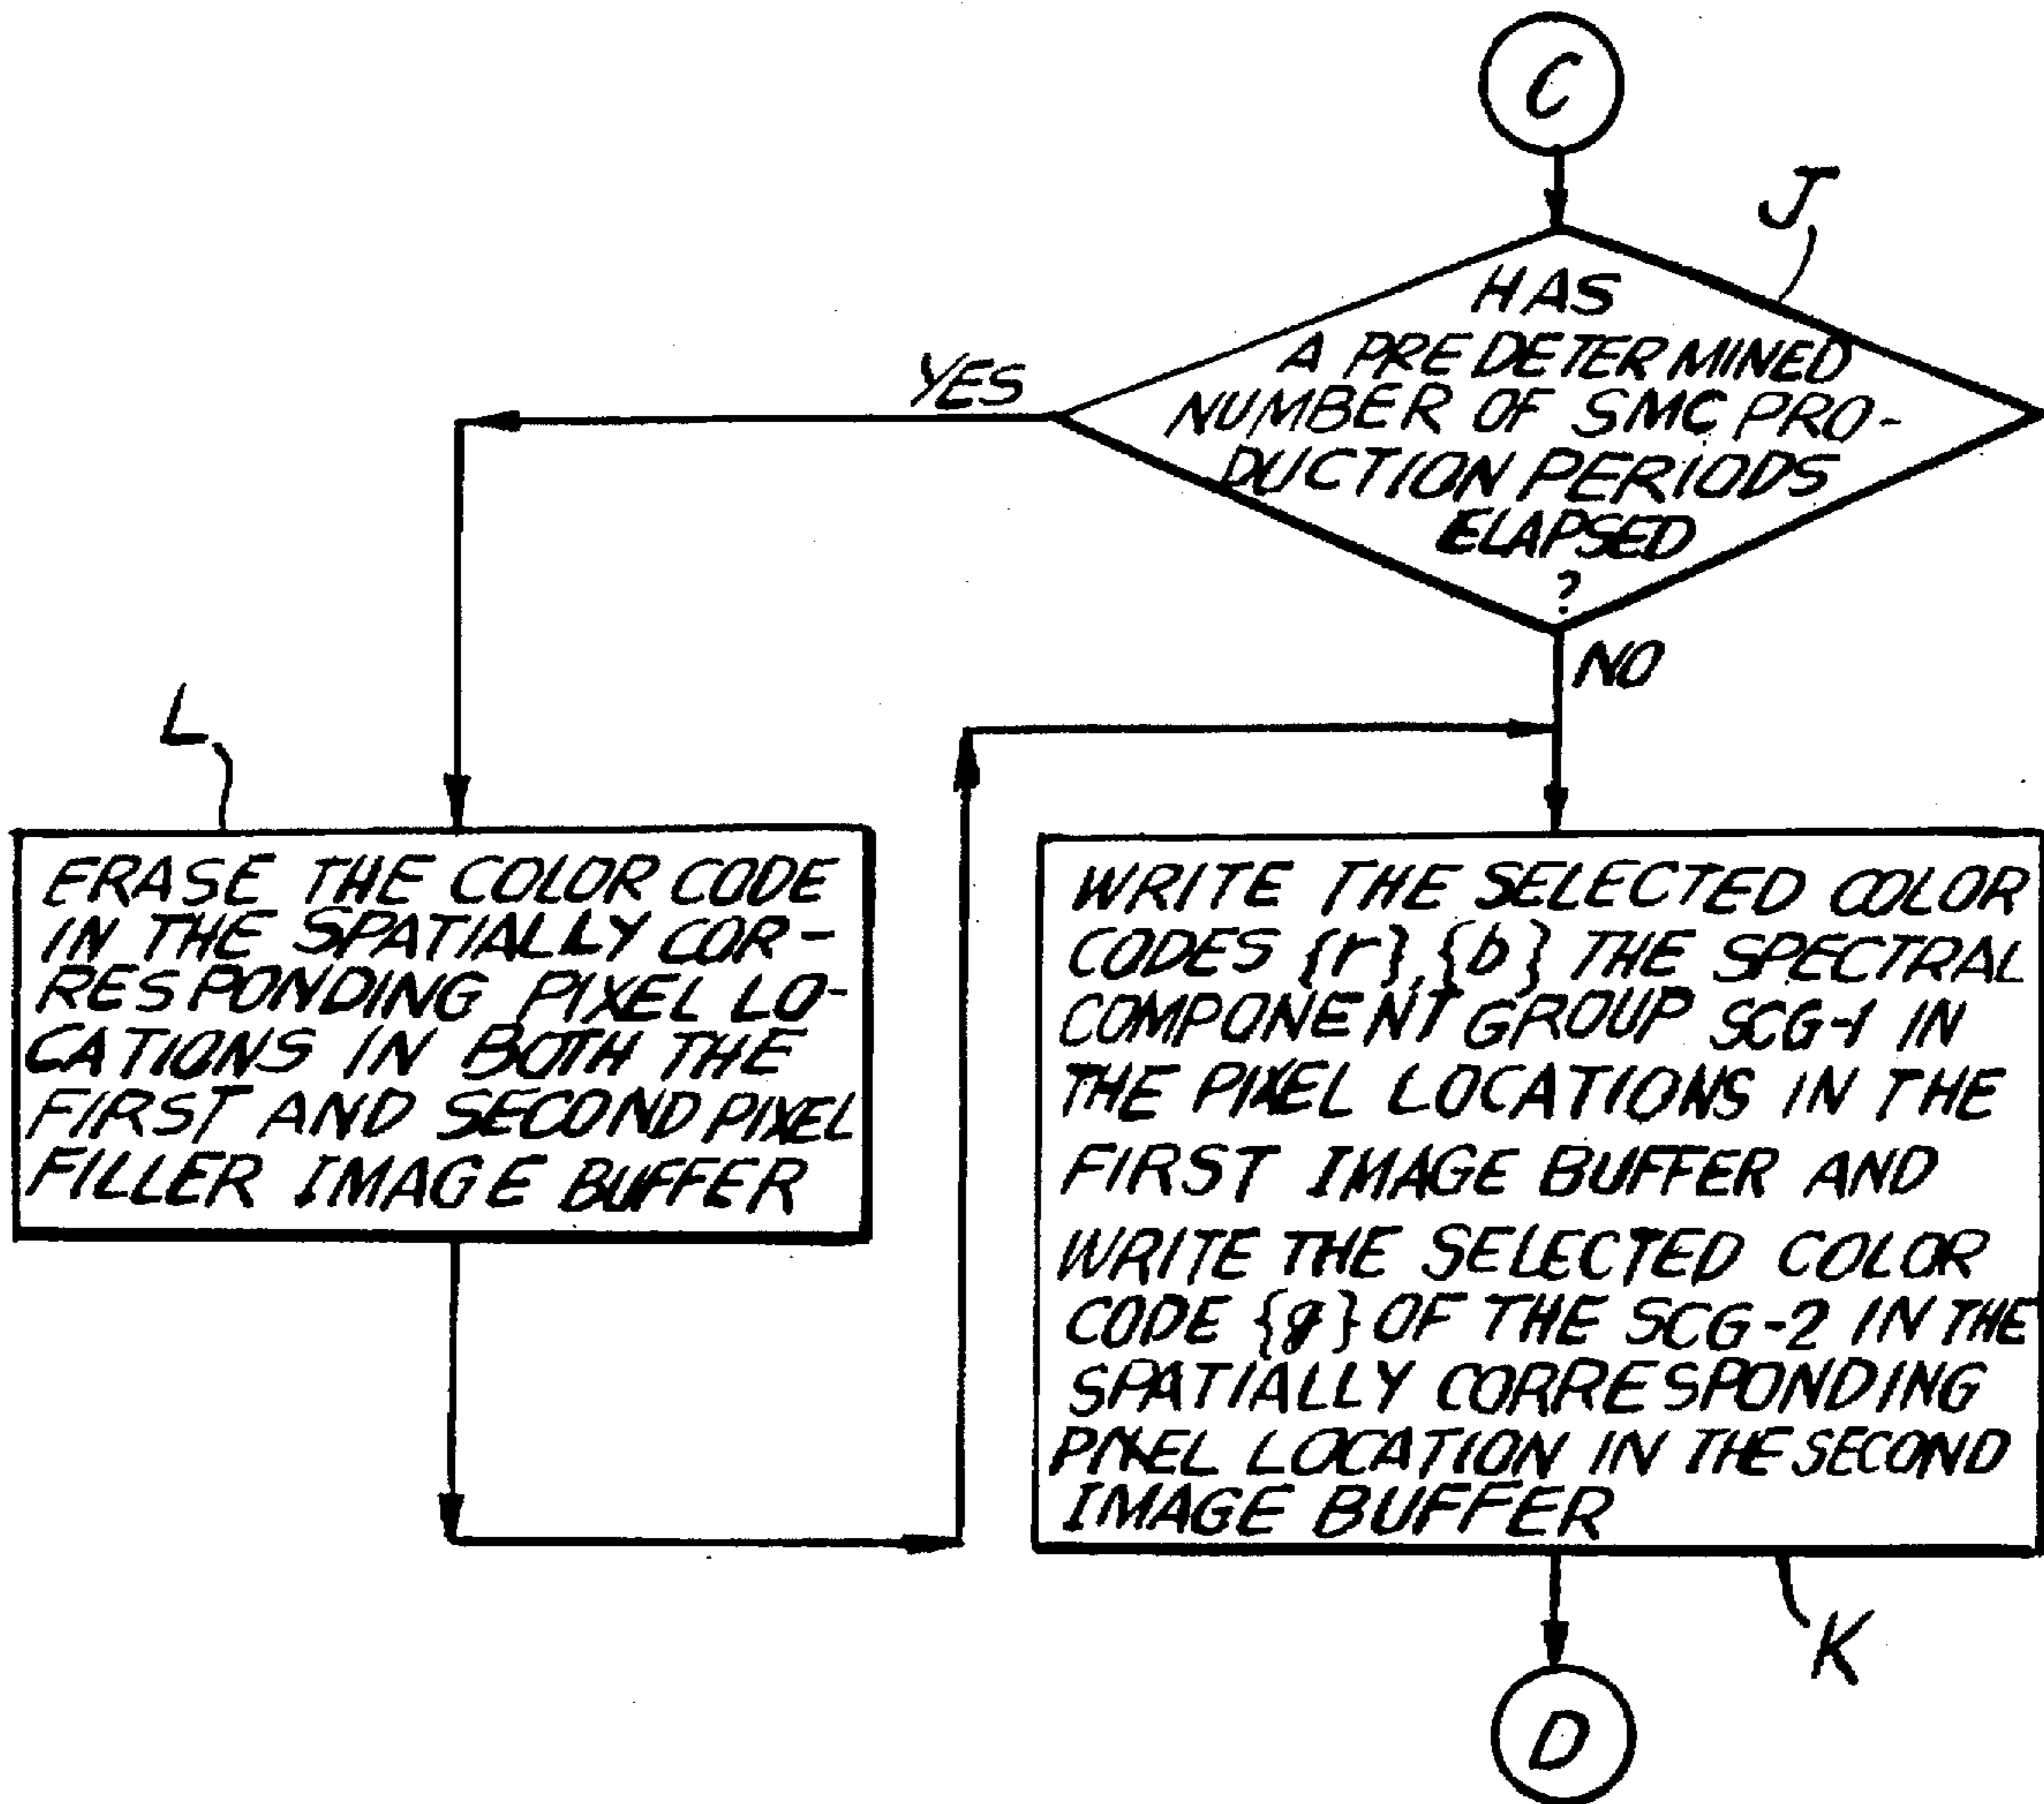 C
J
HAS
A PREDETERMINED
NUMBER OF SMC PRO-
DUCTION PERIODS
ELAPSED
?
YES
NO
L
ERASE THE COLOR CODE
IN THE SPATIALLY COR-
RESPONDING PIXEL LO-
CATIONS IN BOTH THE
FIRST AND SECOND PIXEL
FILLER IMAGE BUFFER
WRITE THE SELECTED COLOR
CODES {r},{b} THE SPECTRAL
COMPONENT GROUP SCG-1 IN
THE PIXEL LOCATIONS IN THE
FIRST IMAGE BUFFER AND
WRITE THE SELECTED COLOR
CODE {g} OF THE SCG-2 IN THE
SPATIALLY CORRESPONDING
PIXEL LOCATION IN THE SECOND
IMAGE BUFFER
K
D